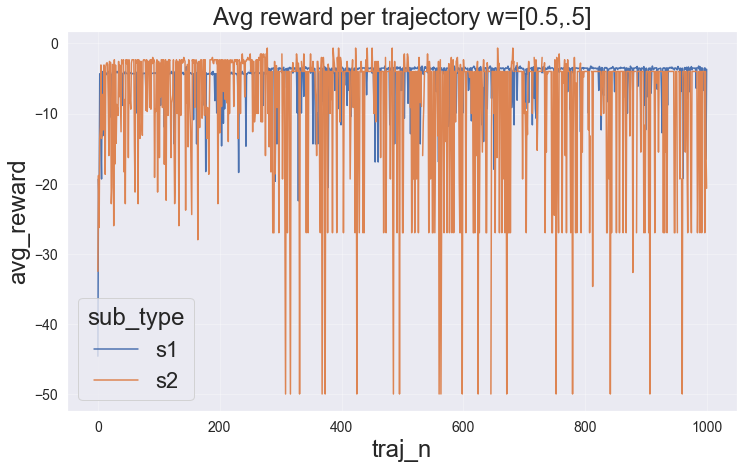 Avg reward per trajectory w=[0.5,.5]
avg_reward
0
−10
−20
−30
−40
−50
sub_type
s1
s2
0
200
400
600
800
1000
traj_n